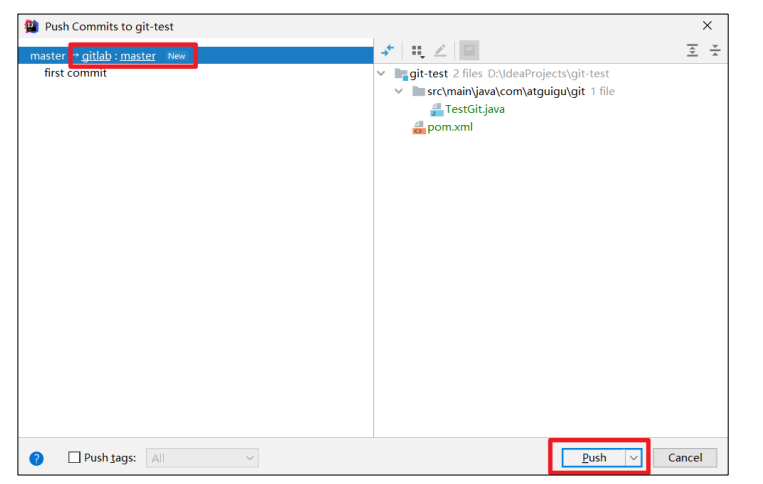 Push Commits to git-test
master → gitlab : master New
first commit
git-test 2 files D:\IdeaProjects\git-test
src\main\java\com\atguigu\git 1 file
TestGit.java
pom.xml
? Push tags: All
Push
Cancel